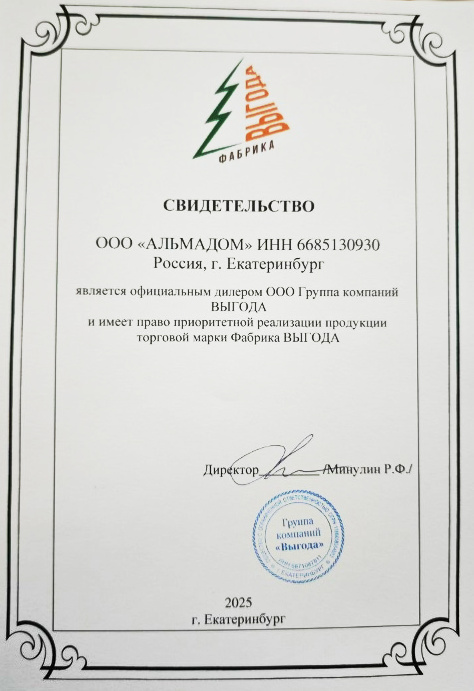 ВЫГОДА
ФАБРИКА
СВИДЕТЕЛЬСТВО
ООО «АЛЬМАДОМ» ИНН 6685130930
Россия, г. Екатеринбург
является официальным дилером ООО Группа компаний
ВЫГОДА
и имеет право приоритетной реализации продукции
торговой марки Фабрика ВЫГОДА
Директор /Минулин Р.Ф./
Группа
компаний
«Выгода»
2025
г. Екатеринбург